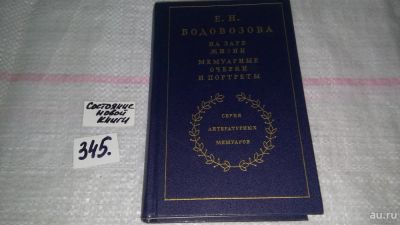 Е. Н.
ВОДОВОЗОВА
НА ЗАРЕ
ЖИЗНИ
МЕМУАРНЫЕ
ОЧЕРКИ
И ПОРТРЕТЫ
СЕРИЯ
ЛИТЕРАТУРНЫХ
МЕМУАРОВ
Состояние
новой
книги
345.
au.ru